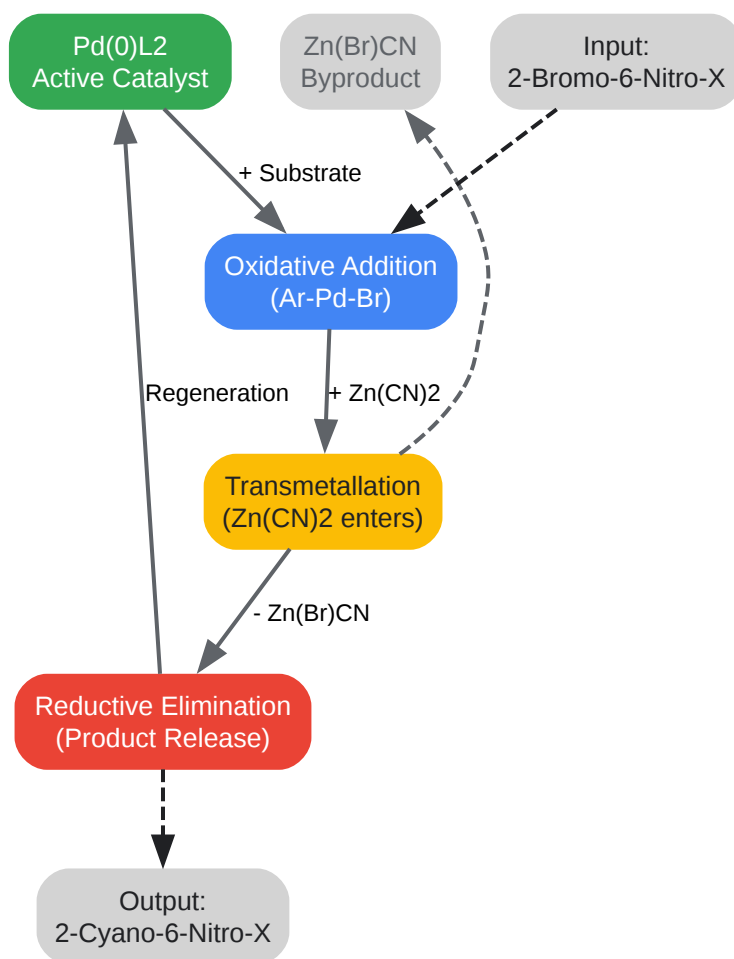 Pd(0)L2
Active Catalyst
Zn(Br)CN
Byproduct
Input:
2-Bromo-6-Nitro-X
+ Substrate
Oxidative Addition
(Ar-Pd-Br)
Regeneration
+ Zn(CN)2
Transmetallation
(Zn(CN)2 enters)
- Zn(Br)CN
Reductive Elimination
(Product Release)
Output:
2-Cyano-6-Nitro-X